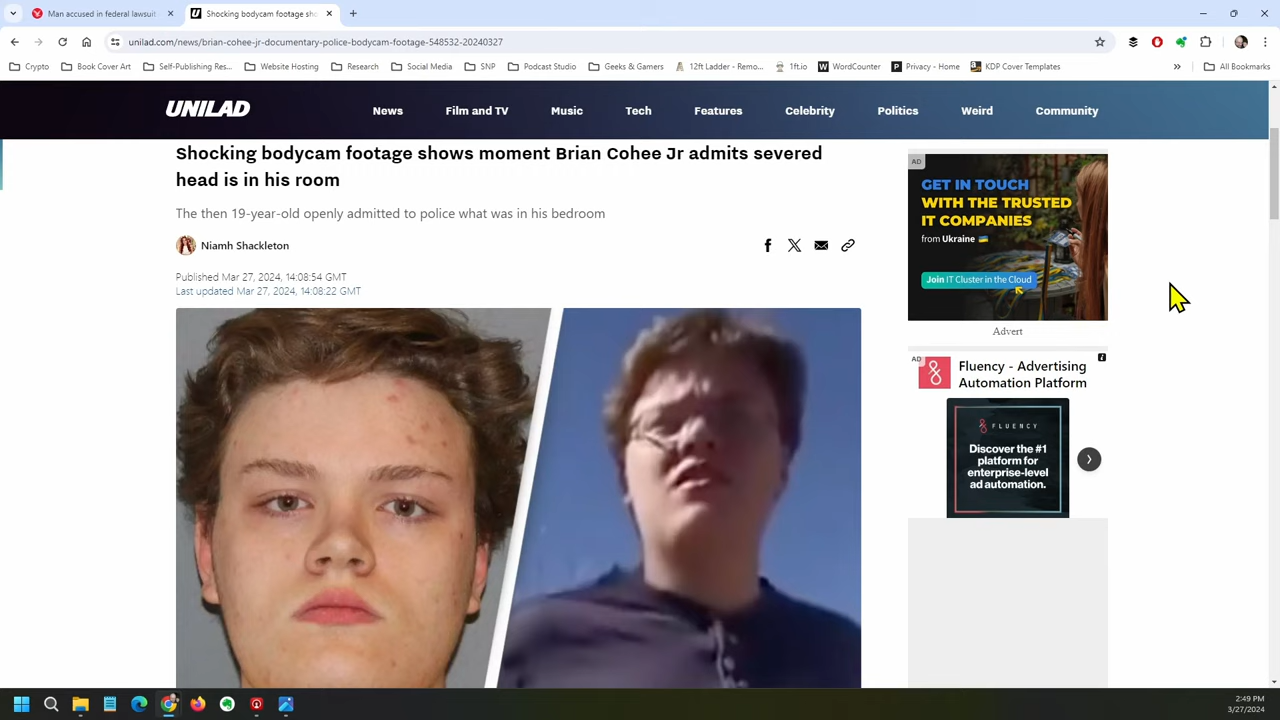 Man accused in federal lawsuit
Shocking bodycam footage sho
unilad.com/news/brian-cohee-jr-documentary-police-bodycam-footage-548532-20240327
Crypto
Book Cover Art
Self-Publishing Res...
Website Hosting
Research
Social Media
SNP
Podcast Studio
Geeks & Gamers
12ft Ladder - Remo...
1ft.io
WordCounter
Privacy - Home
KDP Cover Templates
All Bookmarks
UNILAD
News
Film and TV
Music
Tech
Features
Celebrity
Politics
Weird
Community
Shocking bodycam footage shows moment Brian Cohee Jr admits severed
head is in his room
The then 19-year-old openly admitted to police what was in his bedroom
Niamh Shackleton
Published Mar 27, 2024, 14:08:54 GMT
Last updated Mar 27, 2024, 14:08:22 GMT
AD
GET IN TOUCH
WITH THE TRUSTED
IT COMPANIES
from Ukraine
Join IT Cluster in the Cloud
Advert
AD
Fluency - Advertising
Automation Platform
FLUENCY
Discover the #1
platform for
enterprise-level
ad automation.
2:49 PM
3/27/2024